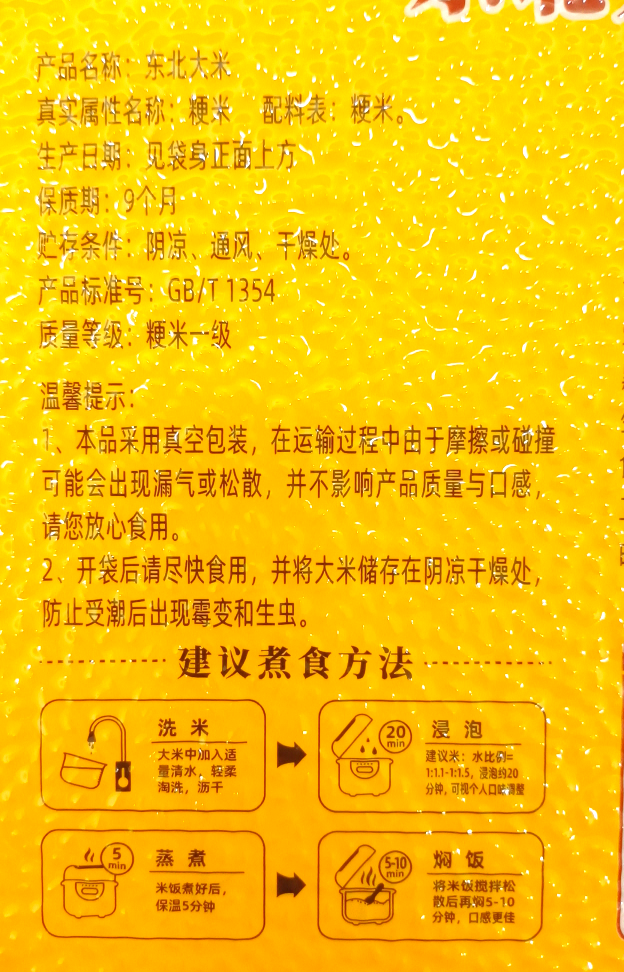 产品名称：东北大米
真实属性名称：粳米 配料表：粳米。
生产日期：见袋身正面上方
保质期：9个月
贮存条件：阴凉、通风、干燥处。
产品标准号：GB/T 1354
质量等级：粳米一级
温馨提示：
1、本品采用真空包装，在运输过程中由于摩擦或碰撞
可能会出现漏气或松散，并不影响产品质量与口感，
请您放心食用。
2、开袋后请尽快食用，并将大米储存在阴凉干燥处，
防止受潮后出现霉变和生虫。
建议煮食方法
洗米
大米中加入适
量清水，轻柔
淘洗，沥干
20
min
浸泡
建议米：水比例=
1:1.1-1:1.5，浸泡约20
分钟，可视个人口味调整
5
min
蒸煮
米饭煮好后，
保温5分钟
5-10
min
焖饭
将米饭搅拌松
散后再焖5-10
分钟，口感更佳